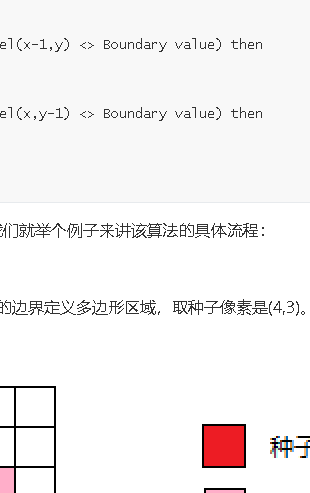 el(x-1,y) <> Boundary value) then
el(x,y-1) <> Boundary value) then
们就举个例子来讲该算法的具体流程：
的边界定义多边形区域，取种子像素是(4,3)。
种子